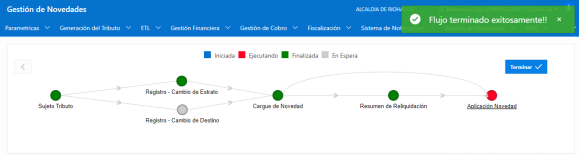 Gestión de Novedades
ALCALDIA DE RIOHA
Flujo terminado exitosamente!! ×
Parametricas Generación del Tributo ETL Gestión Financiera Gestión de Cobro Fiscalización Sistema de Not
Iniciada Ejecutando Finalizada En Espera
Terminar
Registro - Cambio de Estrato
Sujeto Tributo Cargue de Novedad Resumen de Reliquidación Aplicación Novedad
Registro - Cambio de Destino